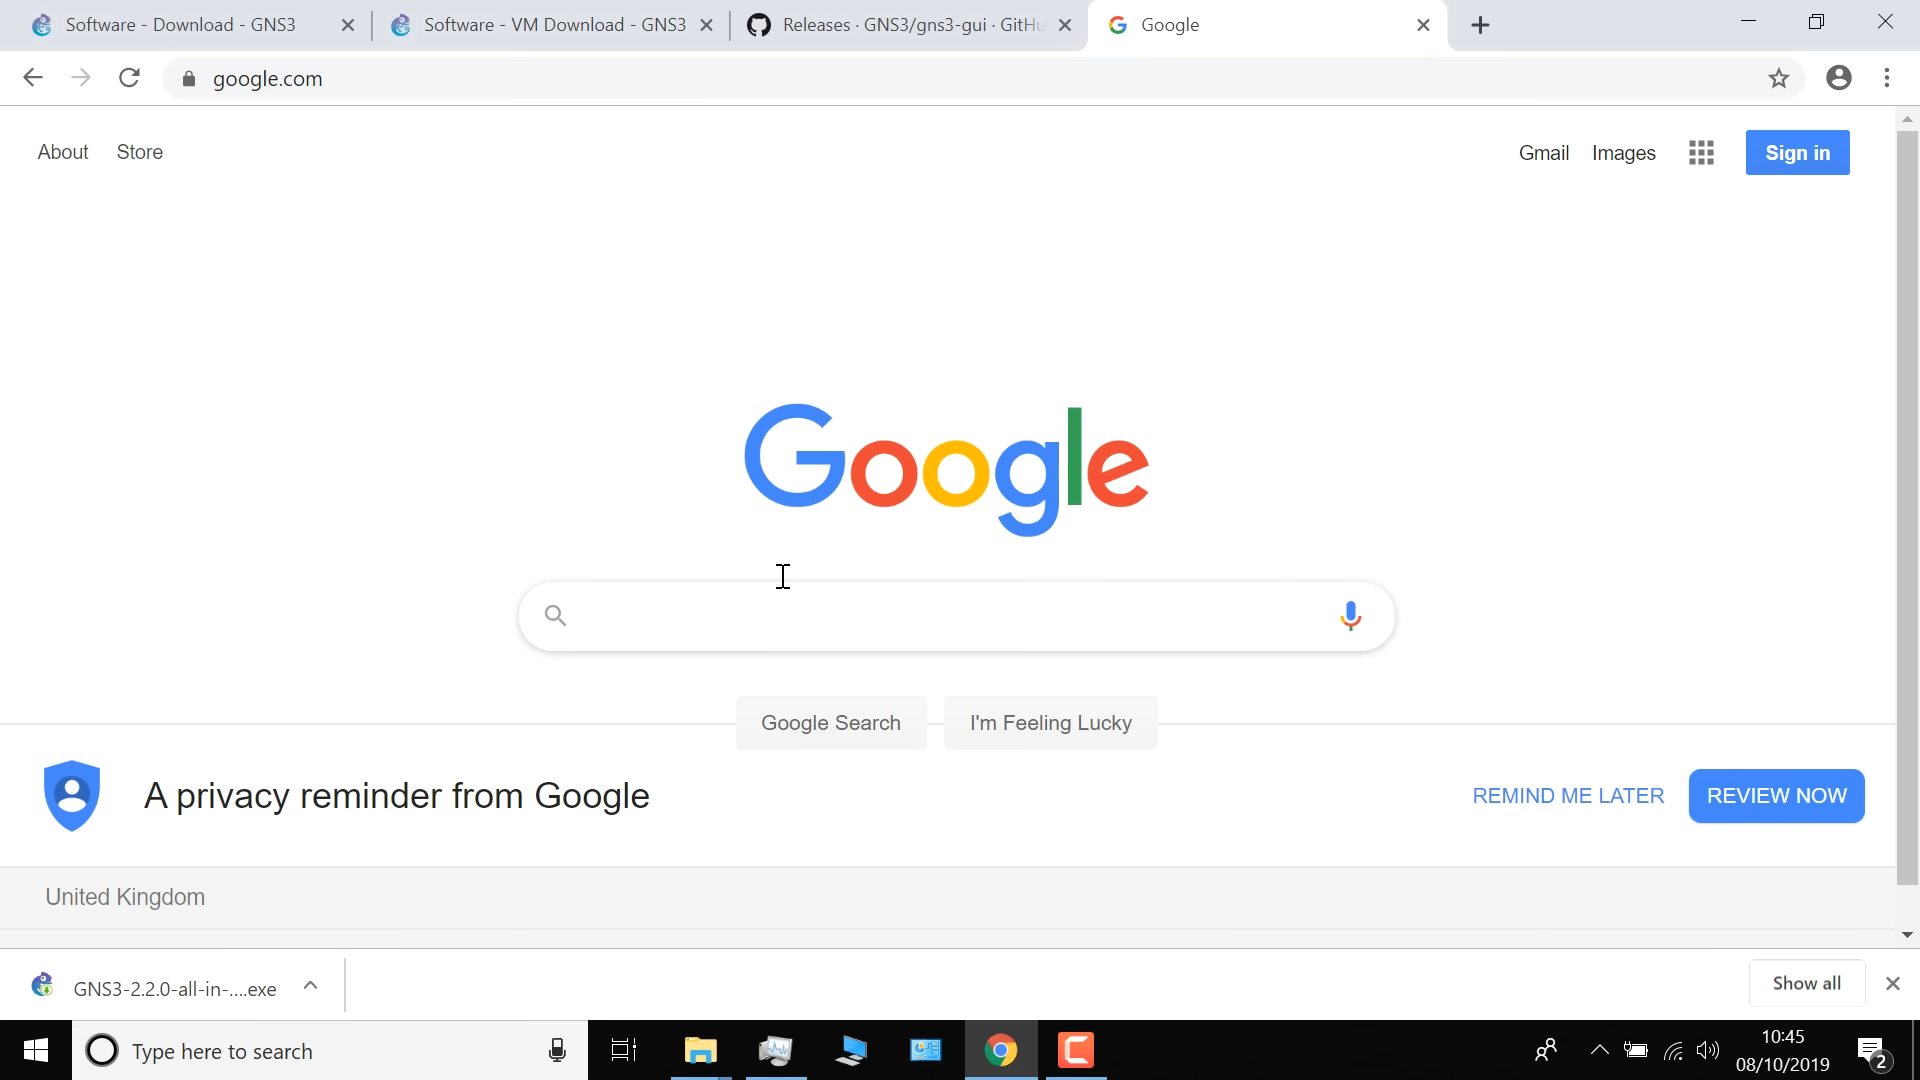 Software - Download - GNS3
Software - VM Download - GNS3
Releases · GNS3/gns3-gui · GitHu
Google
google.com
About Store
Gmail Images Sign in
Google
Google Search I'm Feeling Lucky
A privacy reminder from Google
REMIND ME LATER REVIEW NOW
United Kingdom
GNS3-2.2.0-all-in-....exe
Show all
Type here to search
10:45
08/10/2019
2